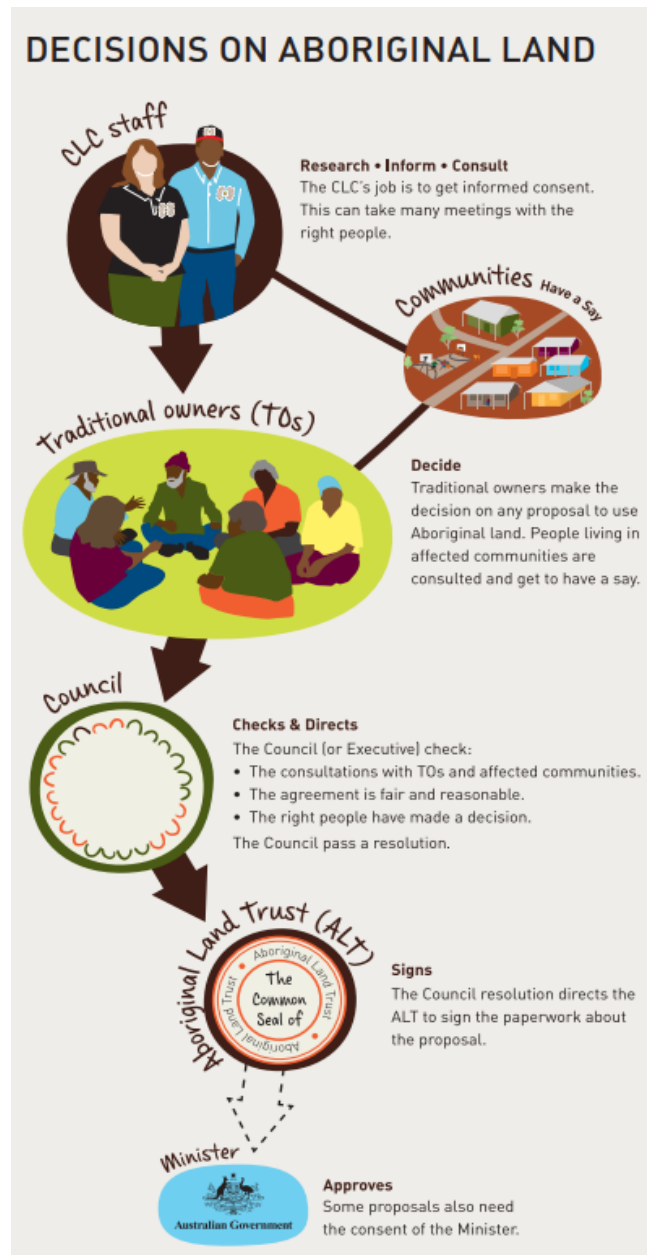 DECISIONS ON ABORIGINAL LAND
CLC staff
Research • Inform • Consult
The CLC's job is to get informed consent.
This can take many meetings with the
right people.
Communities Have a Say
Traditional owners (TOs)
Decide
Traditional owners make the
decision on any proposal to use
Aboriginal land. People living in
affected communities are
consulted and get to have a say.
Council
Checks & Directs
The Council (or Executive) check:
• The consultations with TOs and affected communities.
• The agreement is fair and reasonable.
• The right people have made a decision.
The Council pass a resolution.
Aboriginal Land Trust (ALT)
Aboriginal Land Trust
Aboriginal Land Trust
The
Common
Seal of
Signs
The Council resolution directs the
ALT to sign the paperwork about
the proposal.
Minister
Australian Government
Approves
Some proposals also need
the consent of the Minister.